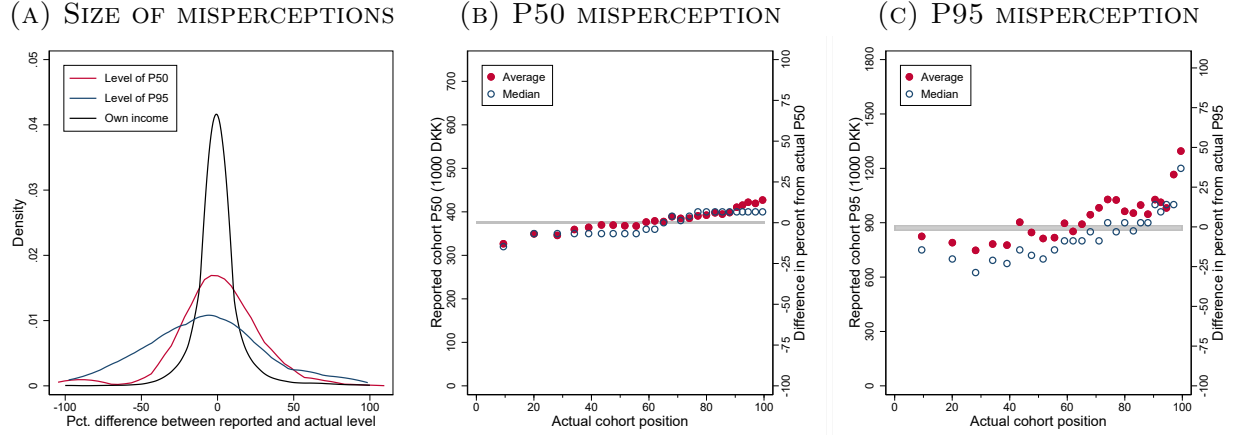 (A) SIZE OF MISPERCEPTIONS
.05
.04
.03
.02
.01
0
Density
Level of P50
Level of P95
Own income
-100 -50 0 50 100
Pct. difference between reported and actual level
(B) P50 MISPERCEPTION
Reported cohort P50 (1000 DKK)
700
600
500
400
300
200
100
0
Average
Median
100
75
50
25
0
-25
-50
-75
-100
Difference in percent from actual P50
0 20 40 60 80 100
Actual cohort position
(C) P95 MISPERCEPTION
Reported cohort P95 (1000 DKK)
1800
1500
1200
900
600
300
0
Average
Median
100
75
50
25
0
-25
-50
-75
-100
Difference in percent from actual P95
0 20 40 60 80 100
Actual cohort position